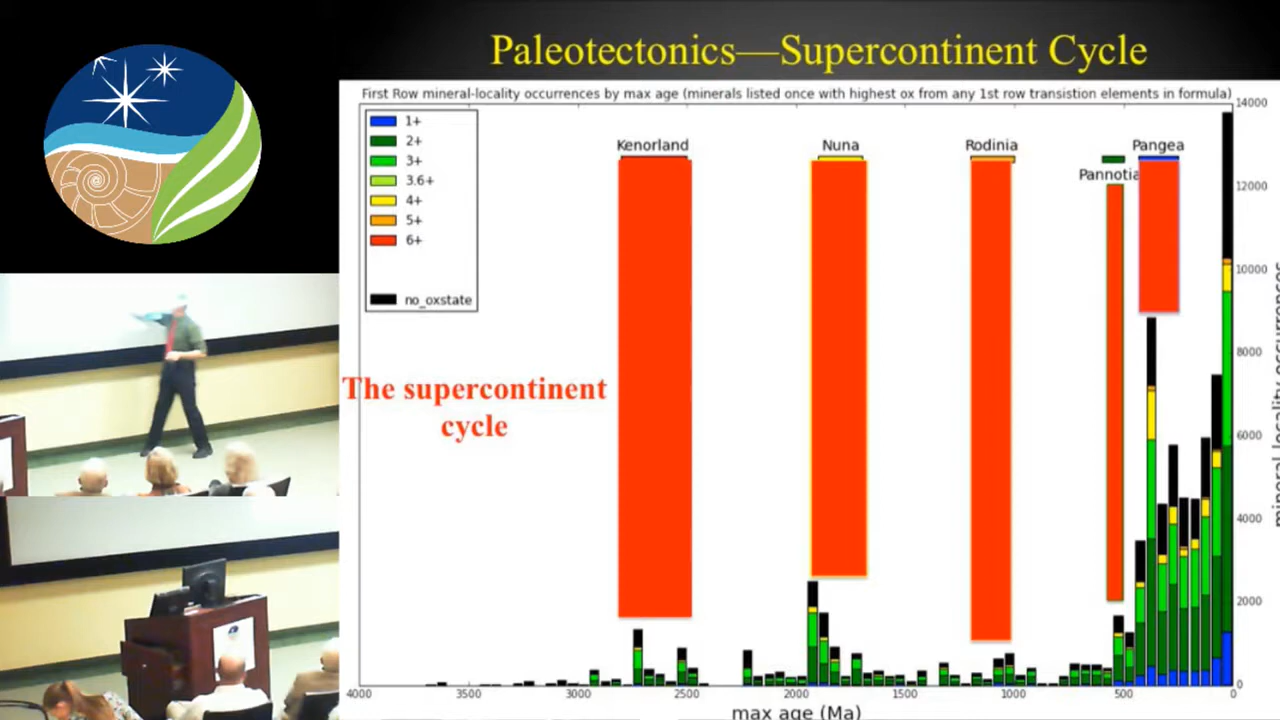 Paleotectonics—Supercontinent Cycle
First Row mineral-locality occurrences by max age (minerals listed once with highest ox from any 1st row transistion elements in formula)
1+
2+
3+
3.6+
4+
5+
6+
no_oxstate
Kenorland
Nuna
Rodinia
Pannotia
Pangea
The supercontinent
cycle
14000
12000
10000
8000
6000
4000
2000
0
4000 3500 3000 2500 2000 1500 1000 500 0
max age (Ma)